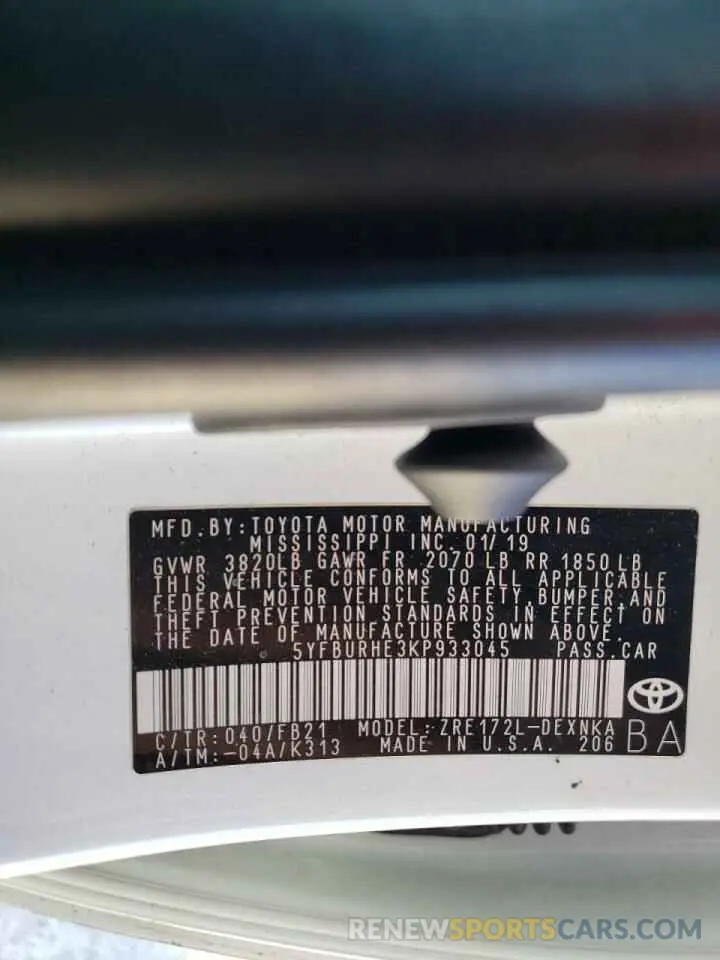 MFD. BY: TOYOTA MOTOR MANUFACTURING
MISSISSIPPI INC. 01/19
GVWR 3820LB GAWR FR 2070 LB RR 1850 LB
THIS VEHICLE CONFORMS TO ALL APPLICABLE
FEDERAL MOTOR VEHICLE SAFETY, BUMPER, AND
THEFT PREVENTION STANDARDS IN EFFECT ON
THE DATE OF MANUFACTURE SHOWN ABOVE.
5YFBURHE3KP933045 PASS. CAR
C/TR: 040/FB21 MODEL: ZRE172L-DEXNKA
A/TM: -04A/K313 MADE IN U.S.A. 206 BA
RENEWSPORTSCARS.COM